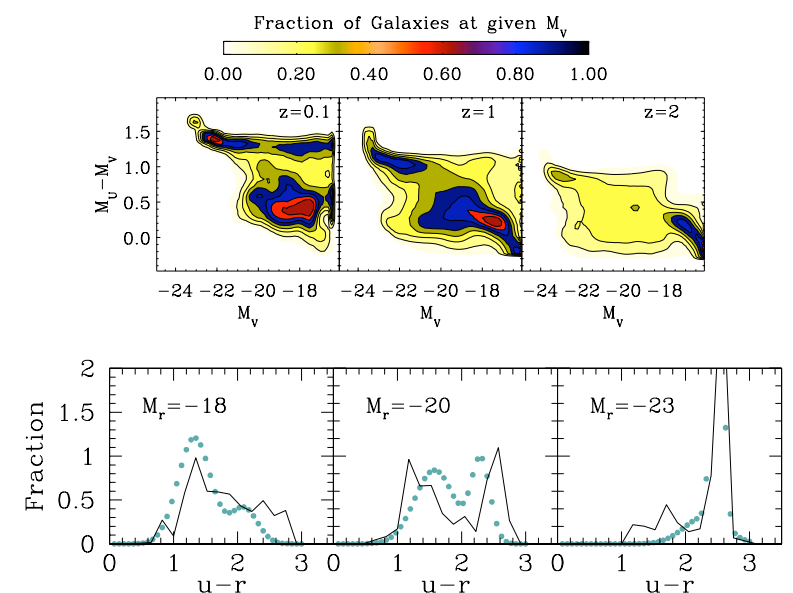 Fraction of Galaxies at given M_V
0.00 0.20 0.40 0.60 0.80 1.00
z=0.1 z=1 z=2
M_U−M_V
1.5
1.0
0.5
0.0
−24 −22 −20 −18 −24 −22 −20 −18 −24 −22 −20 −18
M_V M_V M_V
Fraction
2
1.5
1
0.5
0
M_r=−18 M_r=−20 M_r=−23
0 1 2 3 0 1 2 3 0 1 2 3
u−r u−r u−r